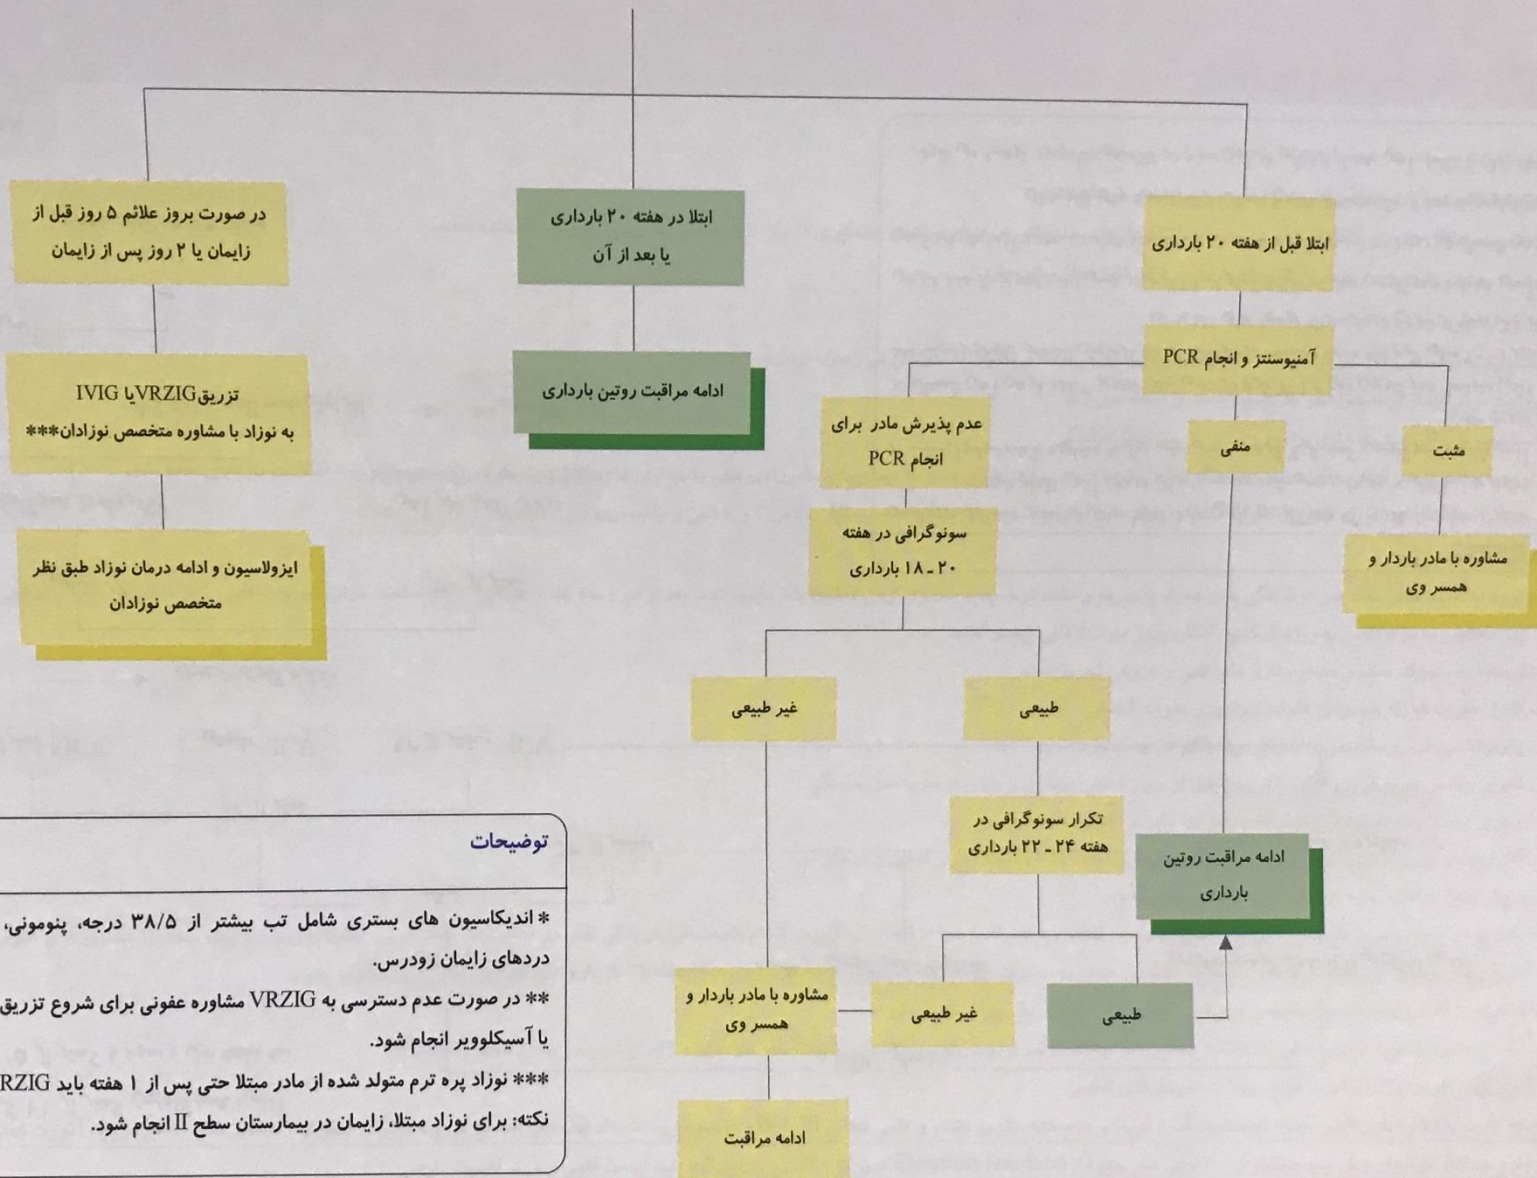 ابتلا قبل از هفته ۲۰ بارداری
آمنیوسنتز و انجام PCR
مثبت
مشاوره با مادر باردار و
همسر وی
منفی
عدم پذیرش مادر برای
انجام PCR
سونوگرافی در هفته
۲۰ ـ ۱۸ بارداری
طبیعی
غیر طبیعی
تکرار سونوگرافی در
هفته ۲۴ ـ ۲۲ بارداری
ادامه مراقبت روتین
بارداری
طبیعی
غیر طبیعی
مشاوره با مادر باردار و
همسر وی
ادامه مراقبت
ابتلا در هفته ۲۰ بارداری
یا بعد از آن
ادامه مراقبت روتین بارداری
در صورت بروز علائم ۵ روز قبل از
زایمان یا ۲ روز پس از زایمان
تزریق VRZIG یا IVIG
به نوزاد با مشاوره متخصص نوزادان***
ایزولاسیون و ادامه درمان نوزاد طبق نظر
متخصص نوزادان
توضیحات
* اندیکاسیون های بستری شامل تب بیشتر از ۳۸/۵ درجه، پنومونی،
دردهای زایمان زودرس.
** در صورت عدم دسترسی به VRZIG مشاوره عفونی برای شروع تزریق
یا آسیکلوویر انجام شود.
*** نوزاد پره ترم متولد شده از مادر مبتلا حتی پس از ۱ هفته باید RZIG
نکته: برای نوزاد مبتلا، زایمان در بیمارستان سطح II انجام شود.